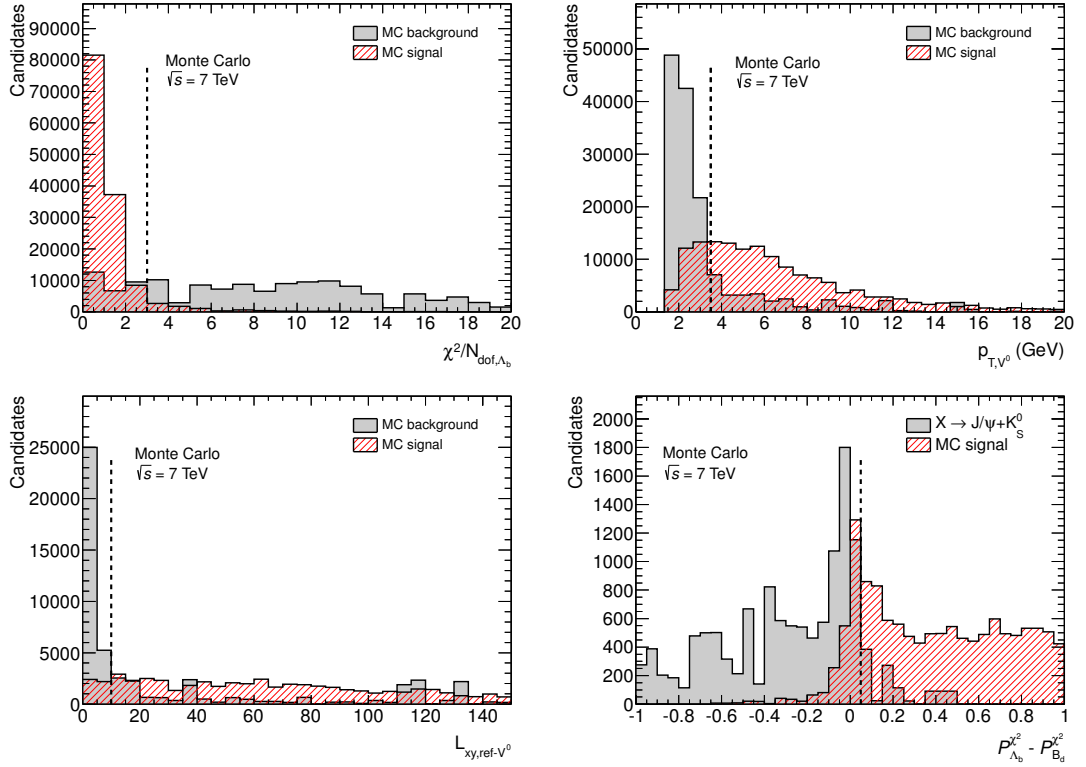 Candidates
90000
80000
70000
60000
50000
40000
30000
20000
10000
0
MC background
MC signal
Monte Carlo
√s = 7 TeV
0 2 4 6 8 10 12 14 16 18 20
χ²/N_dof,Λ_b
Candidates
50000
40000
30000
20000
10000
0
MC background
MC signal
Monte Carlo
√s = 7 TeV
0 2 4 6 8 10 12 14 16 18 20
p_T,V⁰ (GeV)
Candidates
25000
20000
15000
10000
5000
0
MC background
MC signal
Monte Carlo
√s = 7 TeV
0 20 40 60 80 100 120 140
L_xy,ref-V⁰
Candidates
2000
1800
1600
1400
1200
1000
800
600
400
200
0
X → J/ψ+K⁰_S
MC signal
Monte Carlo
√s = 7 TeV
-1 -0.8 -0.6 -0.4 -0.2 0 0.2 0.4 0.6 0.8 1
P^χ²_Λ_b - P^χ²_B_d